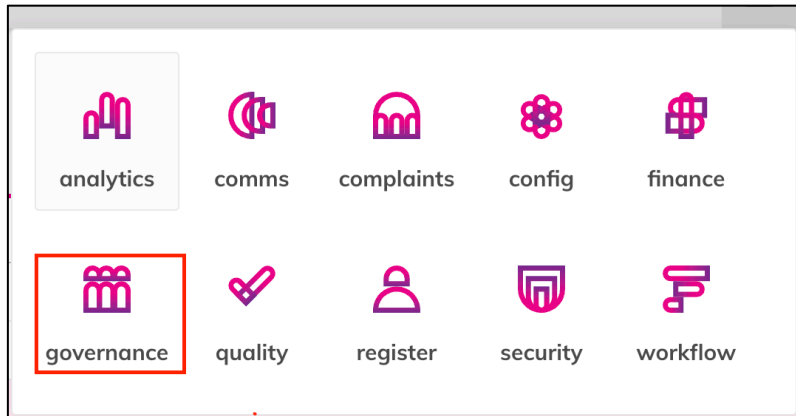 analytics comms complaints config finance
governance quality register security workflow